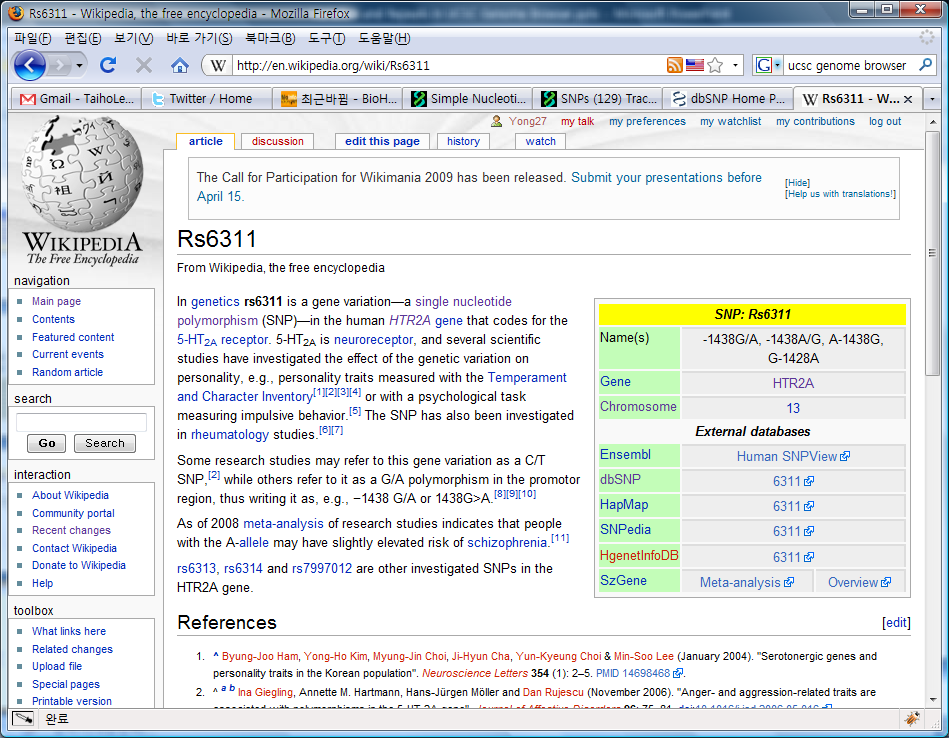 Rs6311 - Wikipedia, the free encyclopedia - Mozilla Firefox
파일(F) 편집(E) 보기(V) 바로 가기(S) 북마크(B) 도구(T) 도움말(H)
http://en.wikipedia.org/wiki/Rs6311
ucsc genome browser
Gmail - TaihoLe... Twitter / Home 최근바뀜 - BioH... Simple Nucleoti... SNPs (129) Trac... dbSNP Home P... Rs6311 - W...
Yong27 my talk my preferences my watchlist my contributions log out
article discussion edit this page history watch
The Call for Participation for Wikimania 2009 has been released. Submit your presentations before
April 15.
[Hide]
[Help us with translations!]
WIKIPEDIA
The Free Encyclopedia
navigation
Main page
Contents
Featured content
Current events
Random article
search
Go Search
interaction
About Wikipedia
Community portal
Recent changes
Contact Wikipedia
Donate to Wikipedia
Help
toolbox
What links here
Related changes
Upload file
Special pages
Printable version
Rs6311
From Wikipedia, the free encyclopedia
In genetics rs6311 is a gene variation—a single nucleotide
polymorphism (SNP)—in the human HTR2A gene that codes for the
5-HT2A receptor. 5-HT2A is neuroreceptor, and several scientific
studies have investigated the effect of the genetic variation on
personality, e.g., personality traits measured with the Temperament
and Character Inventory[1][2][3][4] or with a psychological task
measuring impulsive behavior.[5] The SNP has also been investigated
in rheumatology studies.[6][7]
Some research studies may refer to this gene variation as a C/T
SNP,[2] while others refer to it as a G/A polymorphism in the promotor
region, thus writing it as, e.g., −1438 G/A or 1438G>A.[8][9][10]
As of 2008 meta-analysis of research studies indicates that people
with the A-allele may have slightly elevated risk of schizophrenia.[11]
rs6313, rs6314 and rs7997012 are other investigated SNPs in the
HTR2A gene.
SNP: Rs6311
Name(s) -1438G/A, -1438A/G, A-1438G,
G-1428A
Gene HTR2A
Chromosome 13
External databases
Ensembl Human SNPView
dbSNP 6311
HapMap 6311
SNPedia 6311
HgenetInfoDB 6311
SzGene Meta-analysis Overview
References [edit]
1. ^ Byung-Joo Ham, Yong-Ho Kim, Myung-Jin Choi, Ji-Hyun Cha, Yun-Kyeung Choi & Min-Soo Lee (January 2004). "Serotonergic genes and
personality traits in the Korean population". Neuroscience Letters 354 (1): 2–5. PMID 14698468.
2. ^ a b Ina Giegling, Annette M. Hartmann, Hans-Jürgen Möller and Dan Rujescu (November 2006). "Anger- and aggression-related traits are
완료